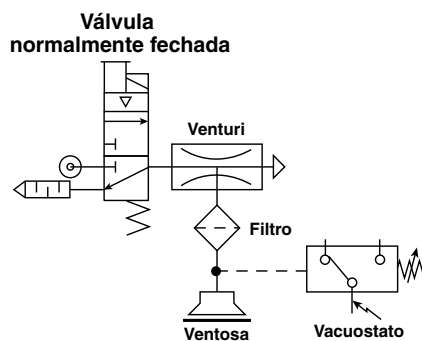 Válvula
normalmente fechada
Venturi
Filtro
Ventosa
Vacuostato